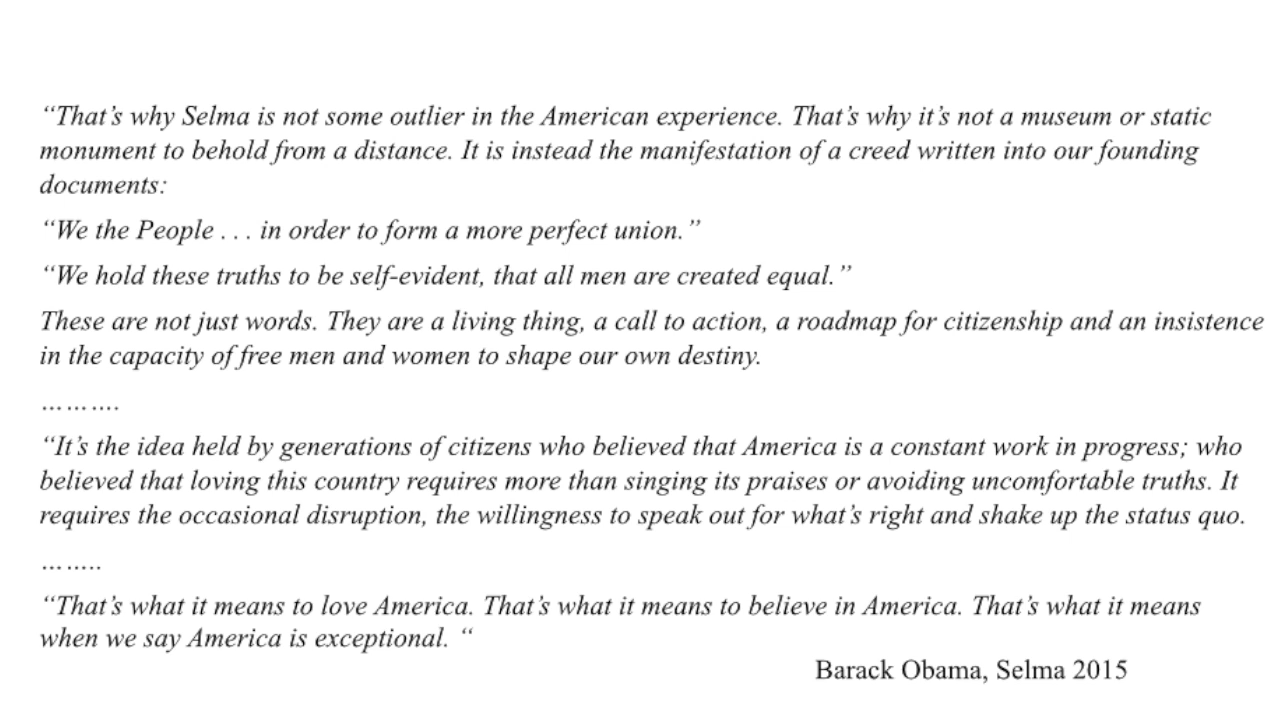 “That’s why Selma is not some outlier in the American experience. That’s why it’s not a museum or static
monument to behold from a distance. It is instead the manifestation of a creed written into our founding
documents:
“We the People . . . in order to form a more perfect union.”
“We hold these truths to be self-evident, that all men are created equal.”
These are not just words. They are a living thing, a call to action, a roadmap for citizenship and an insistence
in the capacity of free men and women to shape our own destiny.
……….
“It’s the idea held by generations of citizens who believed that America is a constant work in progress; who
believed that loving this country requires more than singing its praises or avoiding uncomfortable truths. It
requires the occasional disruption, the willingness to speak out for what’s right and shake up the status quo.
……..
“That’s what it means to love America. That’s what it means to believe in America. That’s what it means
when we say America is exceptional. “
Barack Obama, Selma 2015